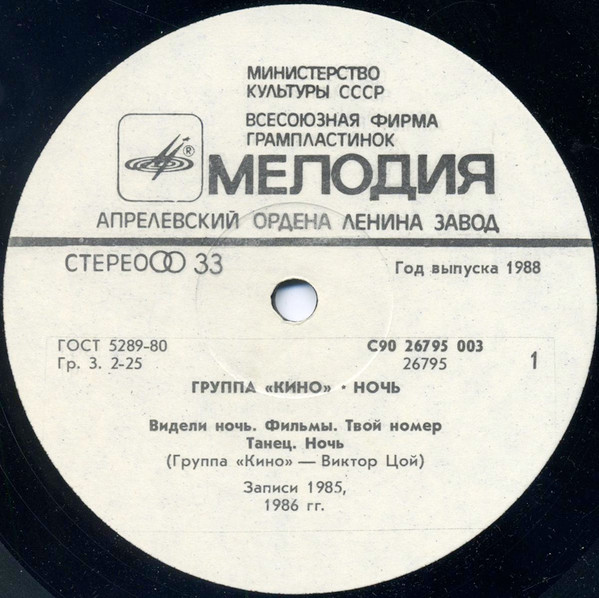 МИНИСТЕРСТВО
КУЛЬТУРЫ СССР
ВСЕСОЮЗНАЯ ФИРМА
ГРАМПЛАСТИНОК
®
МЕЛОДИЯ
АПРЕЛЕВСКИЙ ОРДЕНА ЛЕНИНА ЗАВОД
СТЕРЕО 33 Год выпуска 1988
ГОСТ 5289-80 С90 26795 003
Гр. 3. 2-25 26795 1
ГРУППА «КИНО» · НОЧЬ
Видели ночь. Фильмы. Твой номер
Танец. Ночь
(Группа «Кино» — Виктор Цой)
Записи 1985,
1986 гг.